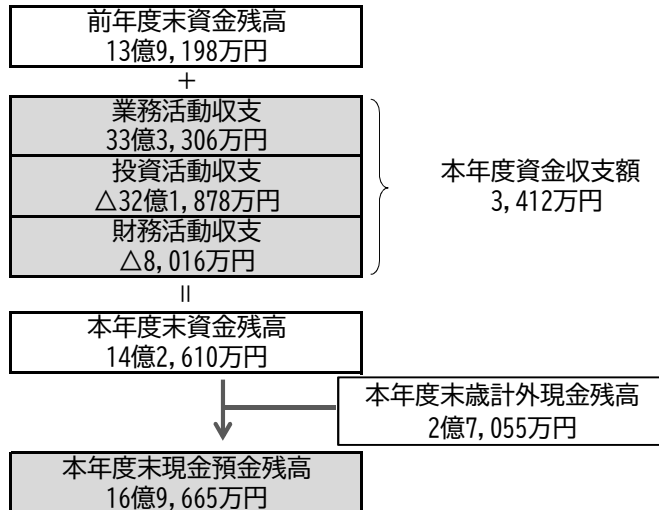 前年度末資金残高
13億9,198万円
＋
業務活動収支
33億3,306万円
投資活動収支
△32億1,878万円
財務活動収支
△8,016万円
本年度資金収支額
3,412万円
＝
本年度末資金残高
14億2,610万円
本年度末歳計外現金残高
2億7,055万円
本年度末現金預金残高
16億9,665万円